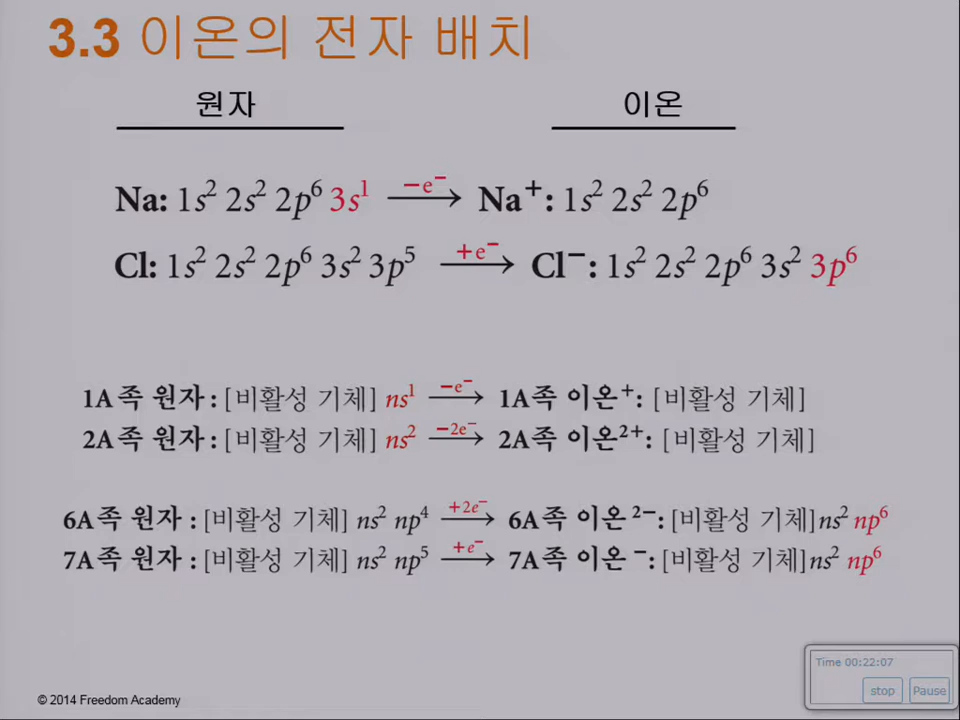 3.3 이온의 전자 배치
원자 이온
Na: 1s² 2s² 2p⁶ 3s¹ −e⁻ ⟶ Na⁺: 1s² 2s² 2p⁶
Cl: 1s² 2s² 2p⁶ 3s² 3p⁵ +e⁻ ⟶ Cl⁻: 1s² 2s² 2p⁶ 3s² 3p⁶
1A족 원자: [비활성 기체] ns¹ −e⁻ ⟶ 1A족 이온⁺: [비활성 기체]
2A족 원자: [비활성 기체] ns² −2e⁻ ⟶ 2A족 이온²⁺: [비활성 기체]
6A족 원자 : [비활성 기체] ns² np⁴ +2e⁻ ⟶ 6A족 이온 ²⁻: [비활성 기체]ns² np⁶
7A족 원자 : [비활성 기체] ns² np⁵ +e⁻ ⟶ 7A족 이온 ⁻: [비활성 기체]ns² np⁶
Time 00:22:07
stop Pause
© 2014 Freedom Academy